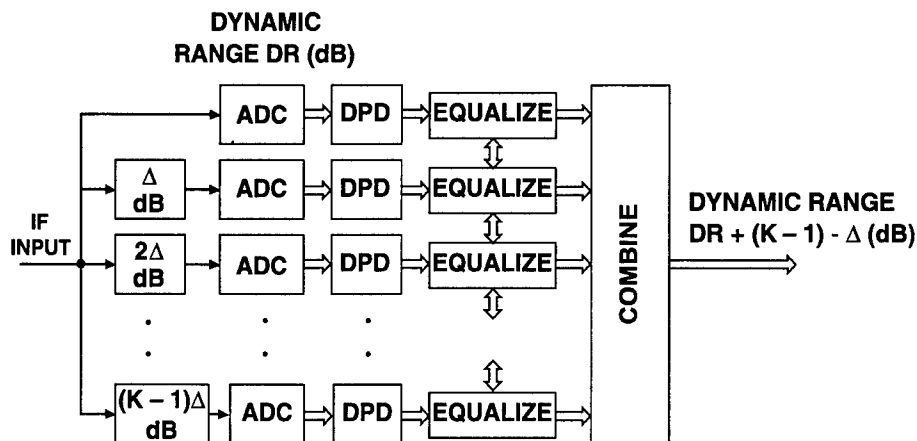 DYNAMIC
RANGE DR (dB)
ADC DPD EQUALIZE
Δ
dB
ADC DPD EQUALIZE
IF
INPUT
2Δ
dB
ADC DPD EQUALIZE
(K – 1)Δ
dB
ADC DPD EQUALIZE
COMBINE
DYNAMIC RANGE
DR + (K – 1) - Δ (dB)